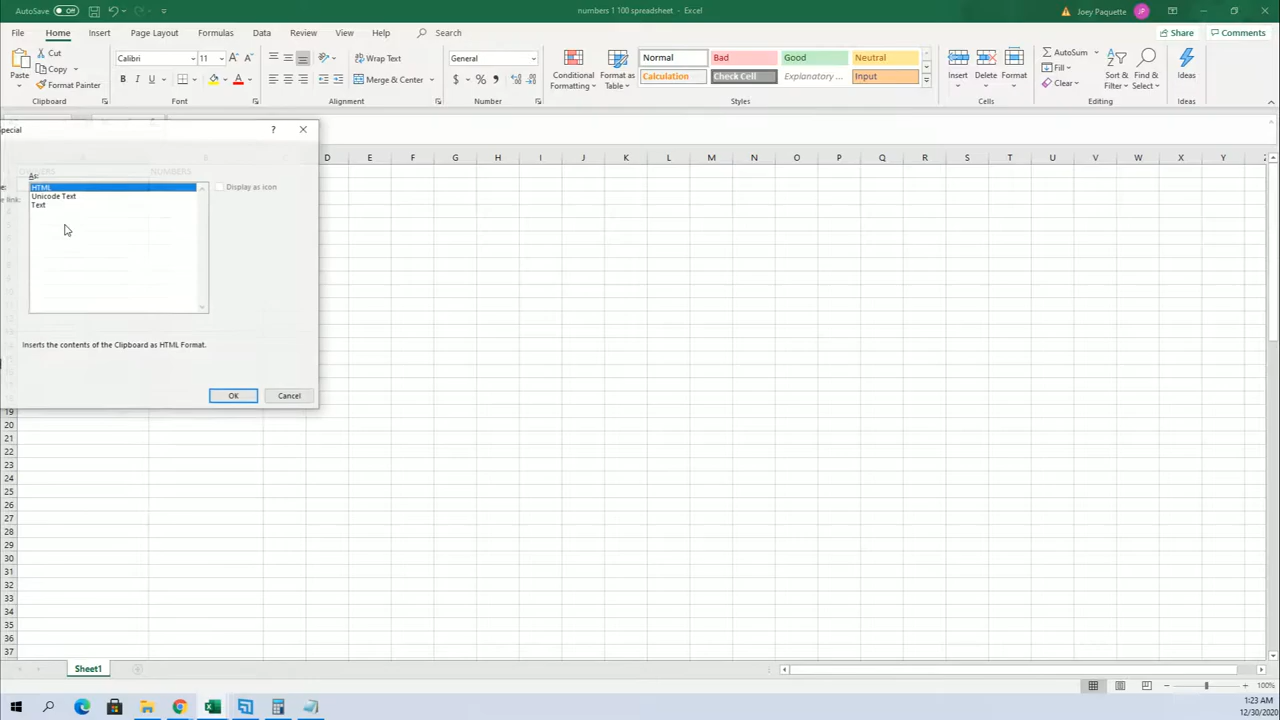 AutoSave Off
numbers 1 100 spreadsheet - Excel
Joey Paquette JP
File Home Insert Page Layout Formulas Data Review View Help Search
Share Comments
Paste
Cut
Copy
Format Painter
Clipboard
Calibri 11
B I U
Font
Wrap Text
Merge & Center
Alignment
General
$ % ,
Number
Conditional Formatting
Format as Table
Normal Bad Good Neutral
Calculation Check Cell Explanatory ... Input
Styles
Insert Delete Format
Cells
AutoSum
Fill
Clear
Sort & Filter
Find & Select
Editing
Ideas
Ideas
pecial ?
A B D E F G H I J K L M N O P Q R S T U V W X Y
NUMBERS
As:
e:
HTML
Display as icon
Unicode Text
e link:
Text
Inserts the contents of the Clipboard as HTML Format.
OK Cancel
19
20
21
22
23
24
25
26
27
28
29
30
31
32
33
34
35
36
37
Sheet1
100%
1:23 AM
12/30/2020